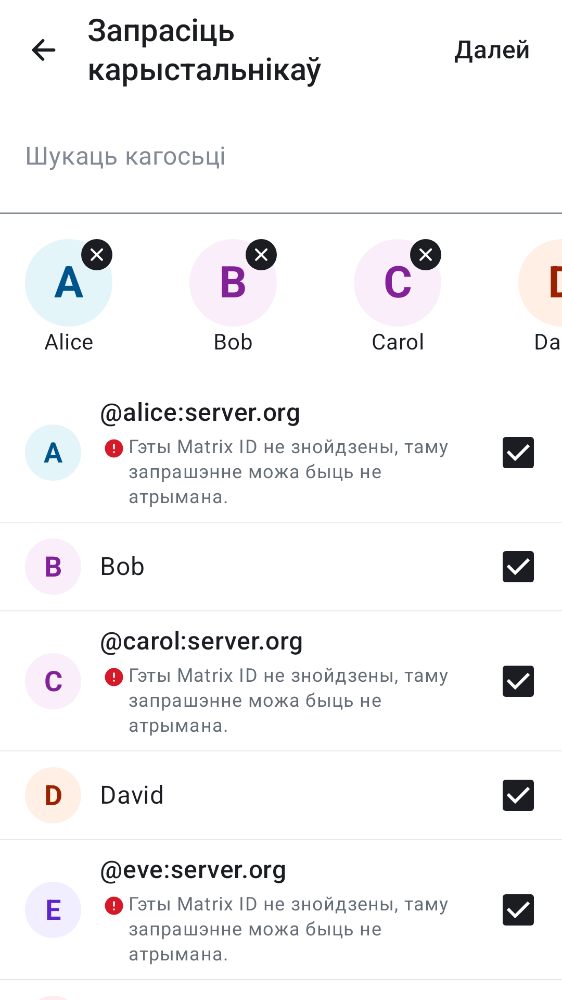 Запрасіць
карыстальнікаў
Далей
Шукаць кагосьці
A
B
C
D
Alice
Bob
Carol
Da
@alice:server.org
A
Гэты Matrix ID не знойдзены, таму
запрашэнне можа быць не
атрымана.
B
Bob
@carol:server.org
C
Гэты Matrix ID не знойдзены, таму
запрашэнне можа быць не
атрымана.
D
David
@eve:server.org
E
Гэты Matrix ID не знойдзены, таму
запрашэнне можа быць не
атрымана.